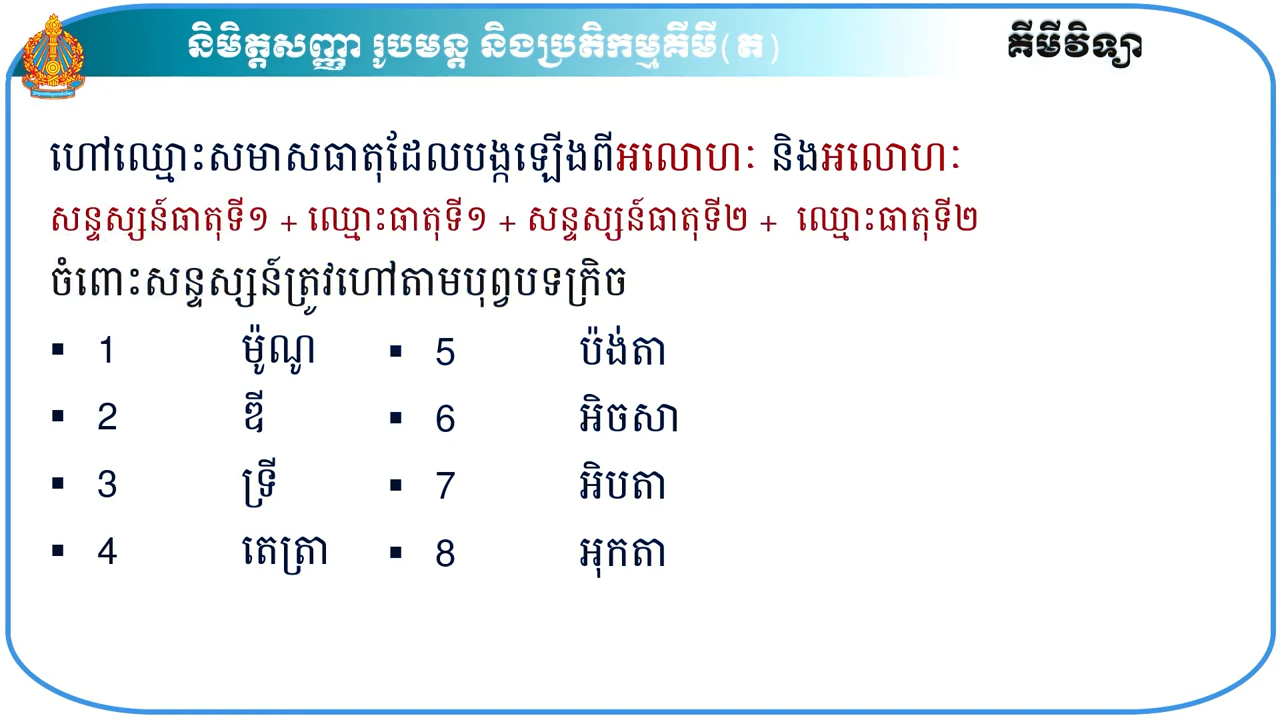 និមិត្តសញ្ញា រូបមន្ត និងប្រតិកម្មគីមី(ត)
គីមីវិទ្យា
ហៅឈ្មោះសមាសធាតុដែលបង្កឡើងពីអលោហៈ និងអលោហៈ
សន្ទស្សន៍ធាតុទី១ + ឈ្មោះធាតុទី១ + សន្ទស្សន៍ធាតុទី២ + ឈ្មោះធាតុទី២
ចំពោះសន្ទស្សន៍ត្រូវហៅតាមបុព្វបទក្រិច
▪ 1 ម៉ូណូ ▪ 5 ប៉ង់តា
▪ 2 ឌី ▪ 6 អិចសា
▪ 3 ទ្រី ▪ 7 អិបតា
▪ 4 តេត្រា ▪ 8 អុកតា